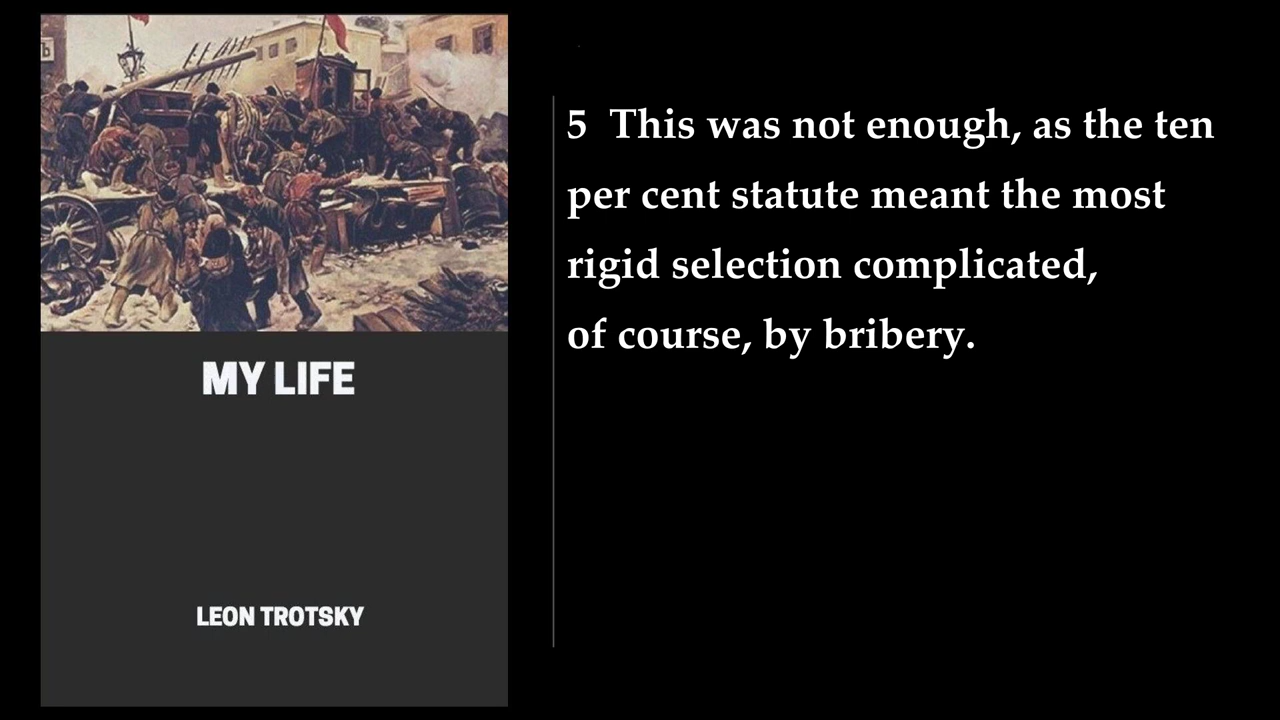 Ъ
MY LIFE
LEON TROTSKY
5 This was not enough, as the ten
per cent statute meant the most
rigid selection complicated,
of course, by bribery.